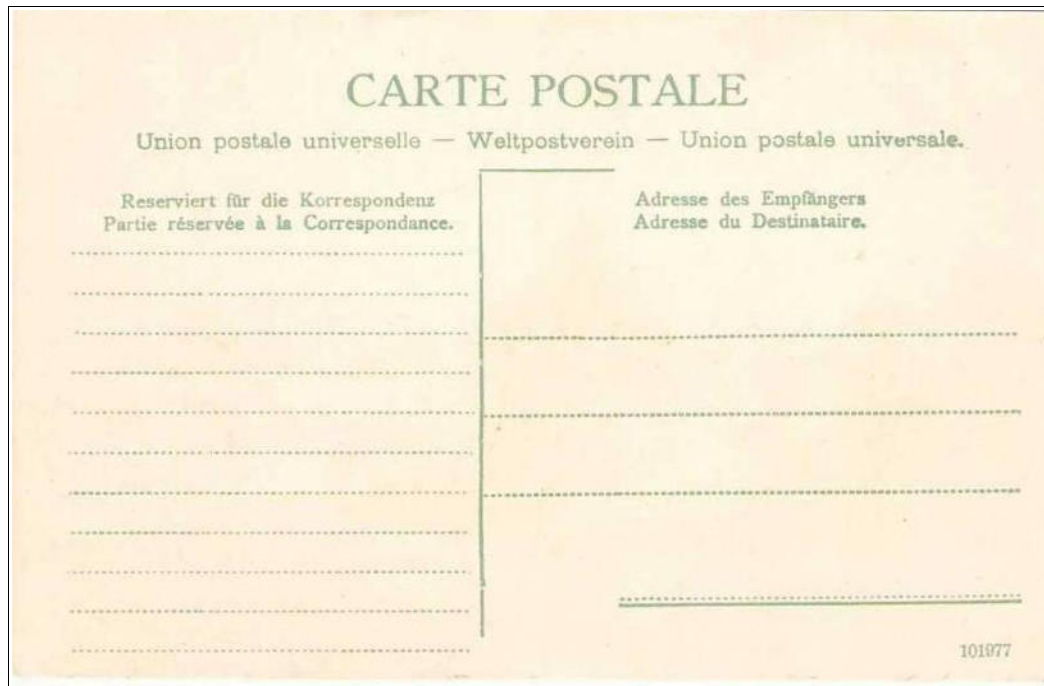 CARTE POSTALE
Union postale universelle — Weltpostverein — Union postale universale.
Reserviert für die Korrespondenz
Partie réservée à la Correspondance.
Adresse des Empfängers
Adresse du Destinataire.
101977